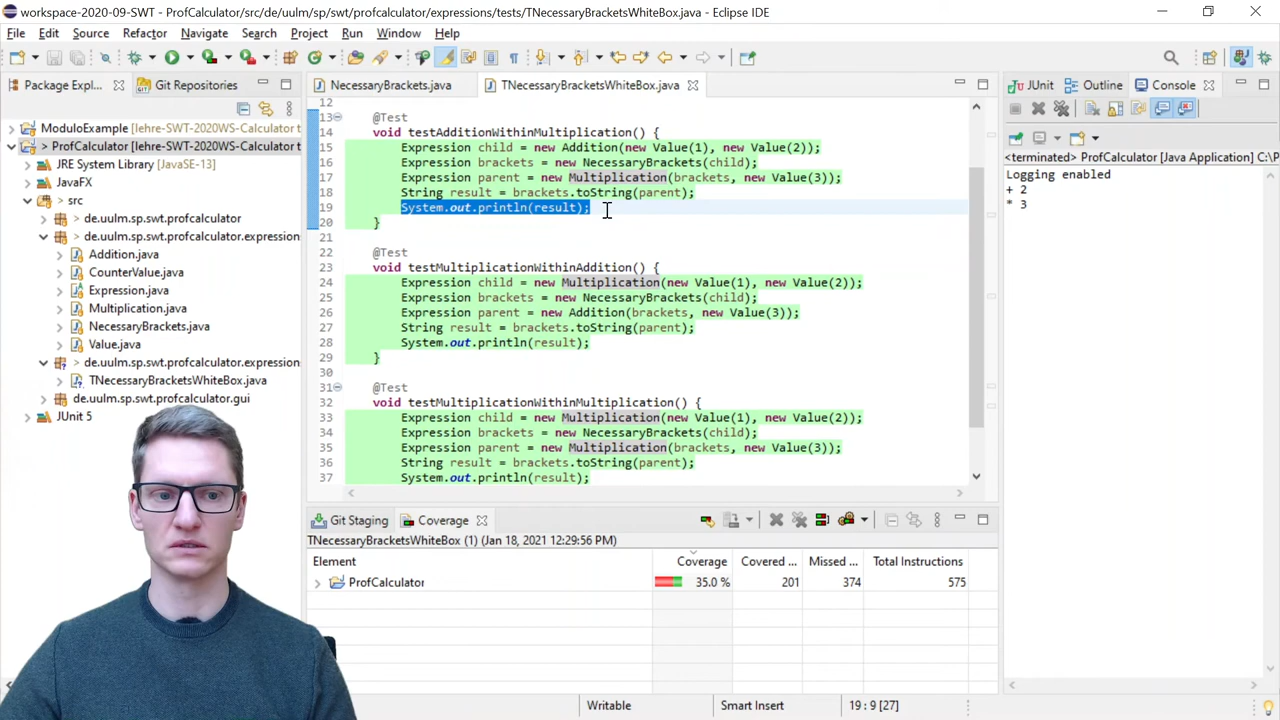 workspace-2020-09-SWT - ProfCalculator/src/de/uulm/sp/swt/profcalculator/expressions/tests/TNecessaryBracketsWhiteBox.java - Eclipse IDE
File Edit Source Refactor Navigate Search Project Run Window Help
Package Expl...
Git Repositories
ModuloExample [lehre-SWT-2020WS-Calculator t
> ProfCalculator [lehre-SWT-2020WS-Calculator t
JRE System Library [JavaSE-13]
JavaFX
> src
> de.uulm.sp.swt.profcalculator
> de.uulm.sp.swt.profcalculator.expression
> Addition.java
> CounterValue.java
> Expression.java
> Multiplication.java
> NecessaryBrackets.java
> Value.java
> de.uulm.sp.swt.profcalculator.expression
> TNecessaryBracketsWhiteBox.java
de.uulm.sp.swt.profcalculator.gui
JUnit 5
NecessaryBrackets.java
TNecessaryBracketsWhiteBox.java
12
13 @Test
14 void testAdditionWithinMultiplication() {
15 Expression child = new Addition(new Value(1), new Value(2));
16 Expression brackets = new NecessaryBrackets(child);
17 Expression parent = new Multiplication(brackets, new Value(3));
18 String result = brackets.toString(parent);
19 System.out.println(result);
20 }
21
22 @Test
23 void testMultiplicationWithinAddition() {
24 Expression child = new Multiplication(new Value(1), new Value(2));
25 Expression brackets = new NecessaryBrackets(child);
26 Expression parent = new Addition(brackets, new Value(3));
27 String result = brackets.toString(parent);
28 System.out.println(result);
29 }
30
31 @Test
32 void testMultiplicationWithinMultiplication() {
33 Expression child = new Multiplication(new Value(1), new Value(2));
34 Expression brackets = new NecessaryBrackets(child);
35 Expression parent = new Multiplication(brackets, new Value(3));
36 String result = brackets.toString(parent);
37 System.out.println(result);
JUnit Outline Console
<terminated> ProfCalculator [Java Application] C:\P
Logging enabled
+ 2
* 3
Git Staging
Coverage
TNecessaryBracketsWhiteBox (1) (Jan 18, 2021 12:29:56 PM)
Element Coverage Covered ... Missed ... Total Instructions
ProfCalculator 35.0 % 201 374 575
Writable Smart Insert 19 : 9 [27]